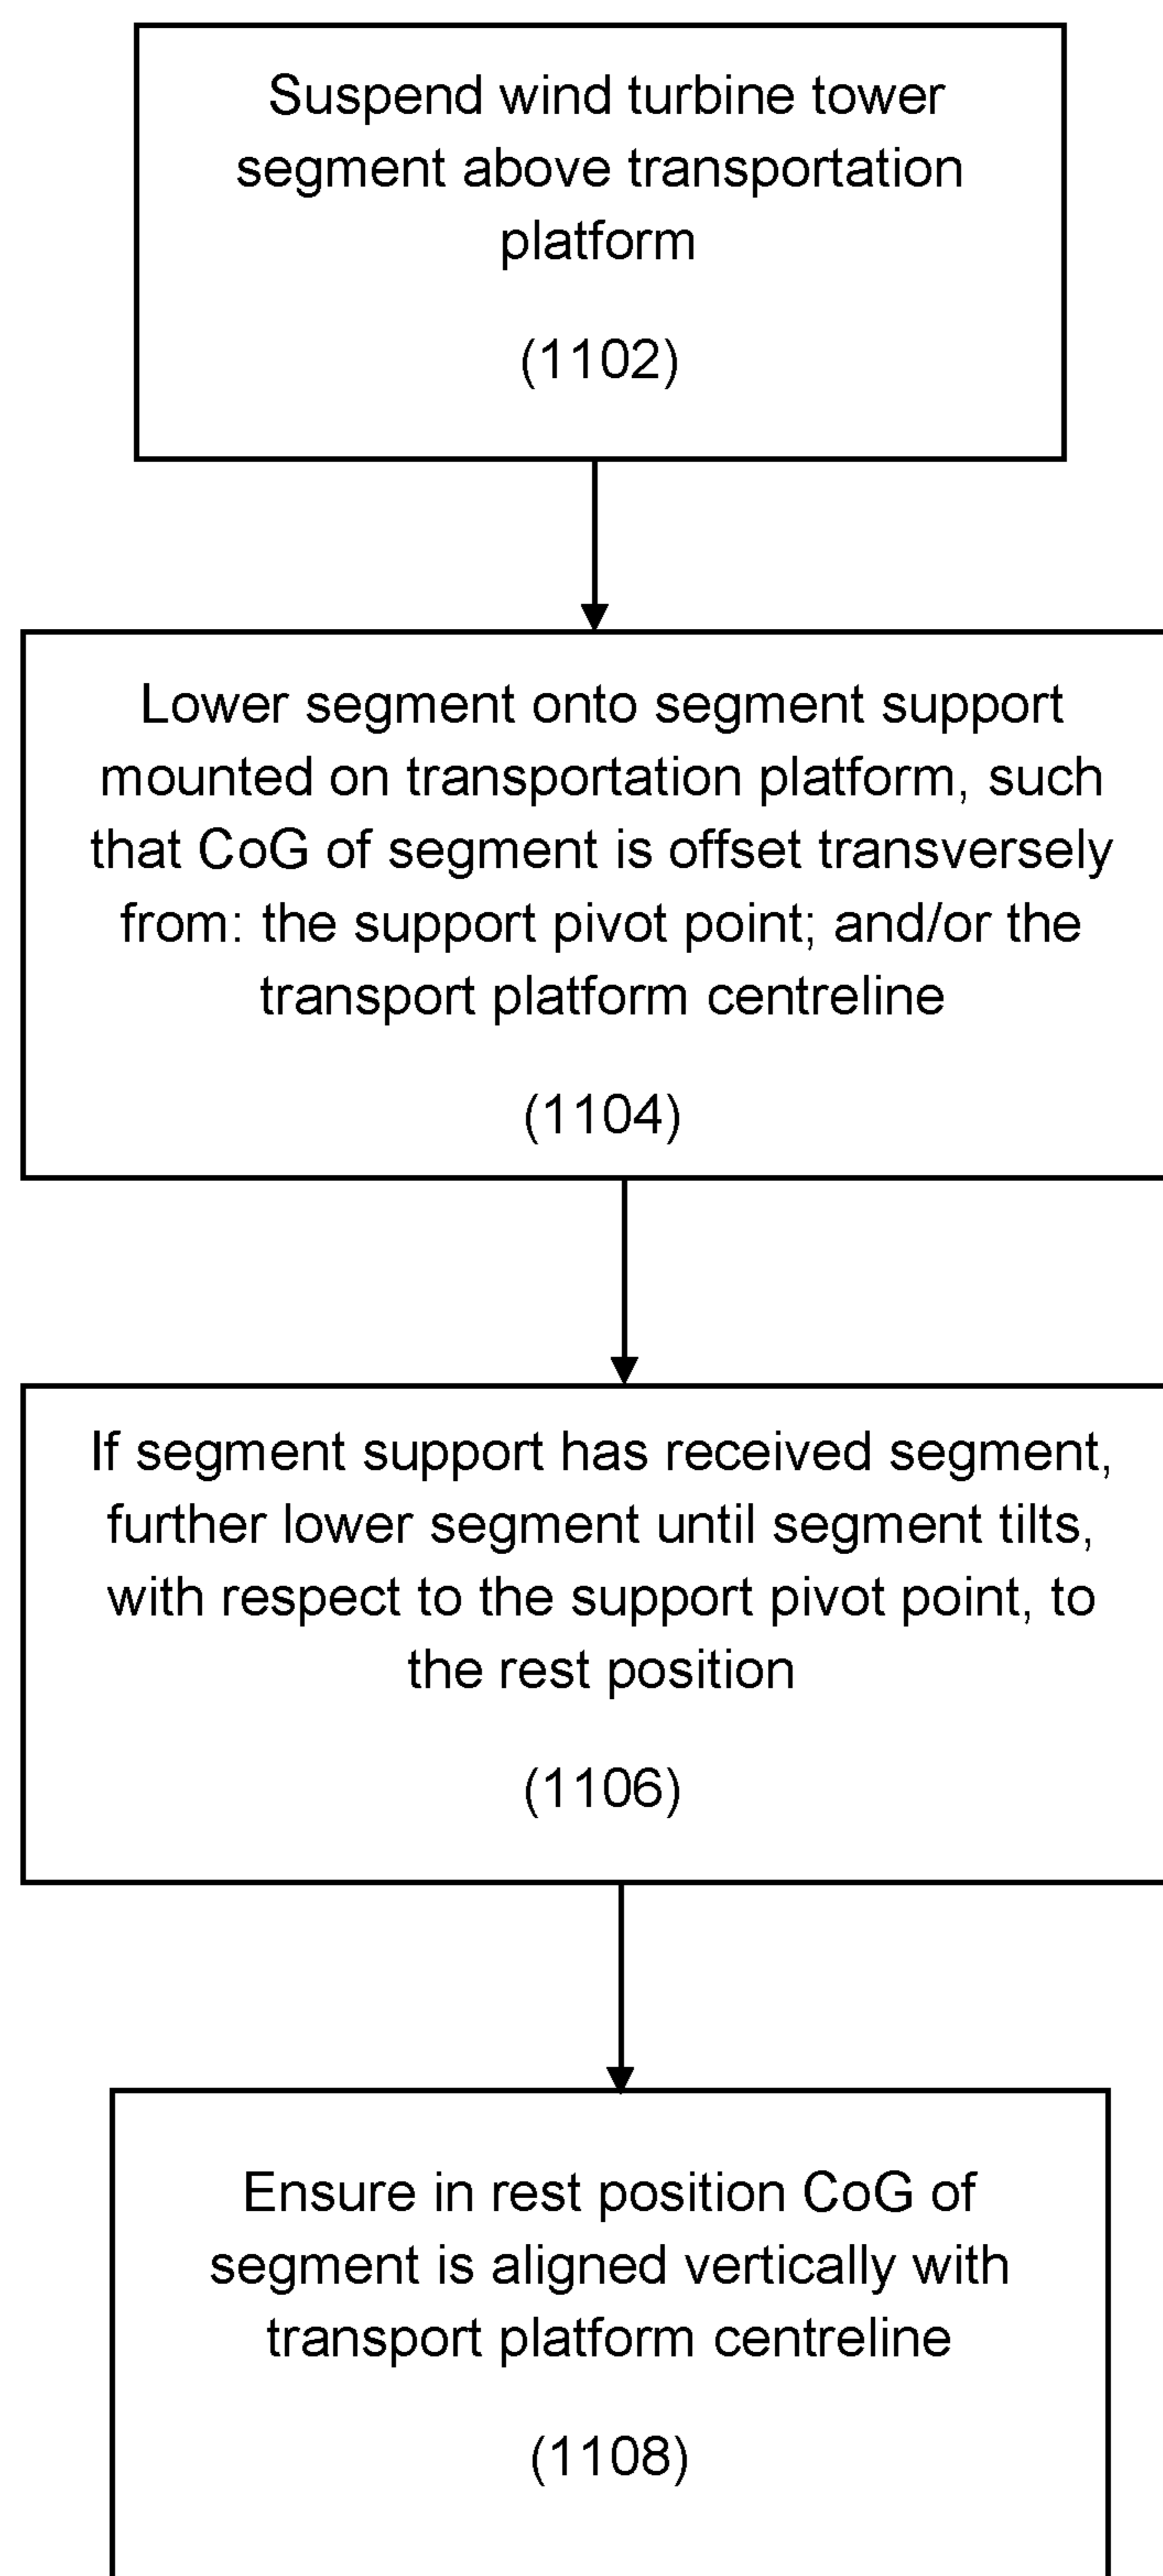 Suspend wind turbine tower
segment above transportation
platform
(1102)
Lower segment onto segment support
mounted on transportation platform, such
that CoG of segment is offset transversely
from: the support pivot point; and/or the
transport platform centreline
(1104)
If segment support has received segment,
further lower segment until segment tilts,
with respect to the support pivot point, to
the rest position
(1106)
Ensure in rest position CoG of
segment is aligned vertically with
transport platform centreline
(1108)